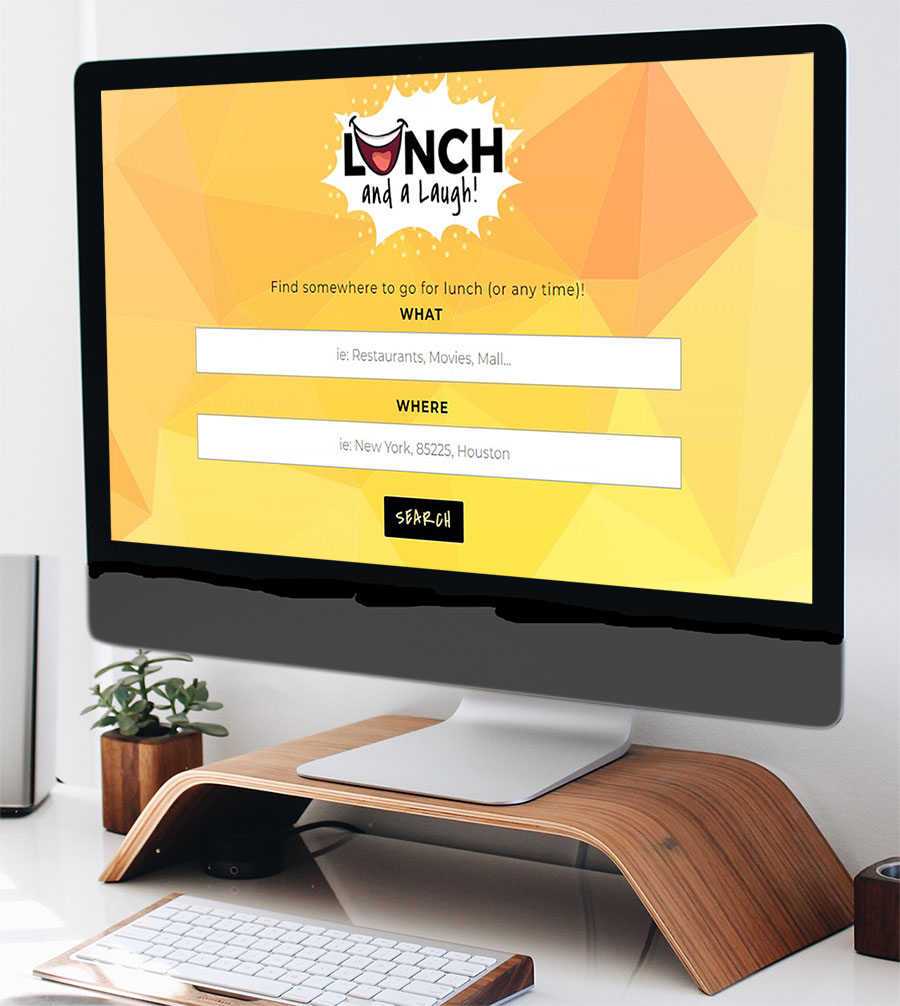 LUNCH
and a Laugh!
Find somewhere to go for lunch (or any time)!
WHAT
ie: Restaurants, Movies, Mall...
WHERE
ie: New York, 85225, Houston
SEARCH